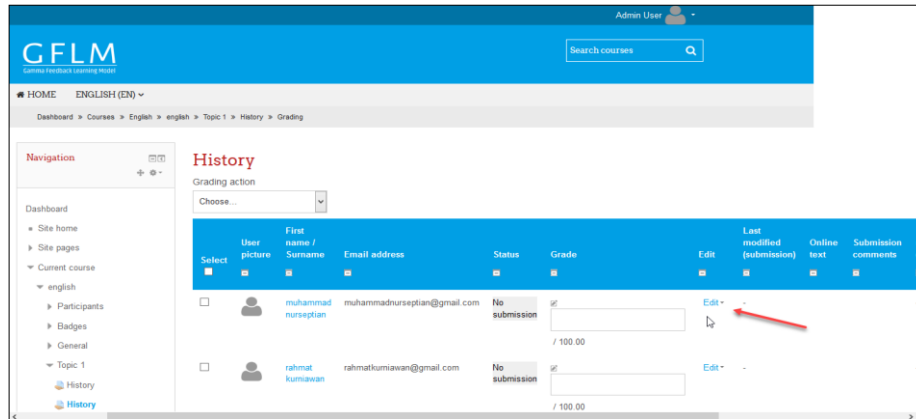 Admin User
GFLM
Gamma Feedback Learning Model
Search courses
HOME ENGLISH (EN)
Dashboard » Courses » English » english » Topic 1 » History » Grading
Navigation
History
Grading action
Choose...
Dashboard
Site home
Site pages
Current course
english
Participants
Badges
General
Topic 1
History
History
Select
User
picture
First
name /
Surname
Email address
Status
Grade
Edit
Last
modified
(submission)
Online
text
Submission
comments
muhammad
nurseptian
muhammadnurseptian@gmail.com
No
submission
/ 100.00
Edit
-
rahmat
kurniawan
rahmatkurniawan@gmail.com
No
submission
/ 100.00
Edit
-